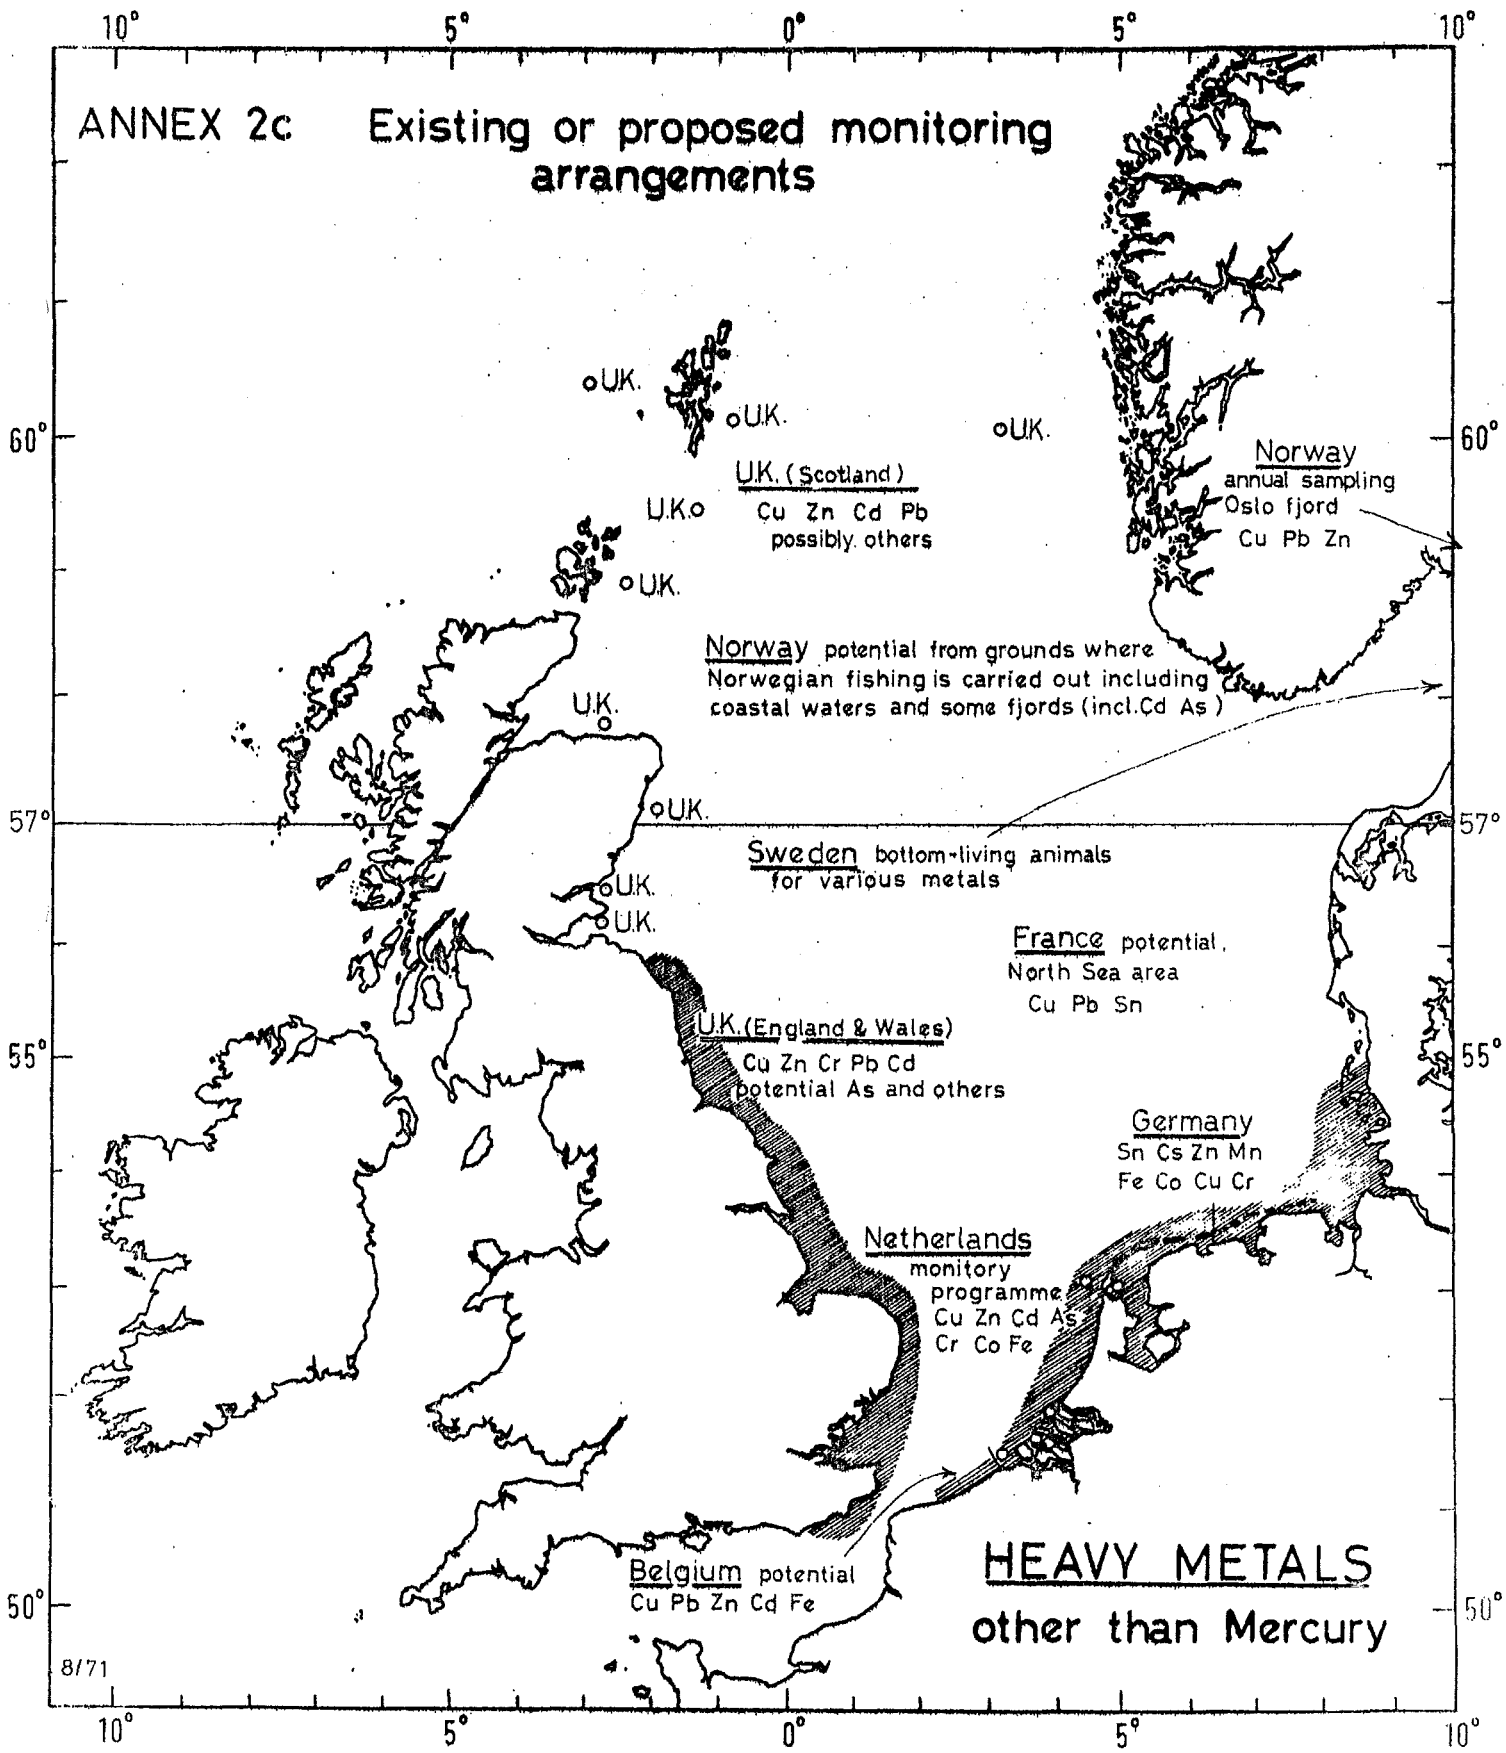 10° 5° 0° 5° 10°
ANNEX 2c Existing or proposed monitoring
arrangements
U.K.
U.K.
U.K.
60° 60°
Norway
annual sampling
Oslo fjord
Cu Pb Zn
U.K. (Scotland)
Cu Zn Cd Pb
possibly others
U.K.
U.K.
Norway potential from grounds where
Norwegian fishing is carried out including
coastal waters and some fjords (incl.Cd As)
U.K.
U.K.
57° 57°
Sweden bottom-living animals
for various metals
U.K.
U.K.
France potential,
North Sea area
Cu Pb Sn
U.K. (England & Wales)
Cu Zn Cr Pb Cd
potential As and others
55° 55°
Germany
Sn Cs Zn Mn
Fe Co Cu Cr
Netherlands
monitory
programme
Cu Zn Cd As
Cr Co Fe
Belgium potential
Cu Pb Zn Cd Fe
HEAVY METALS
other than Mercury
50° 50°
8/71
10° 5° 0° 5° 10°